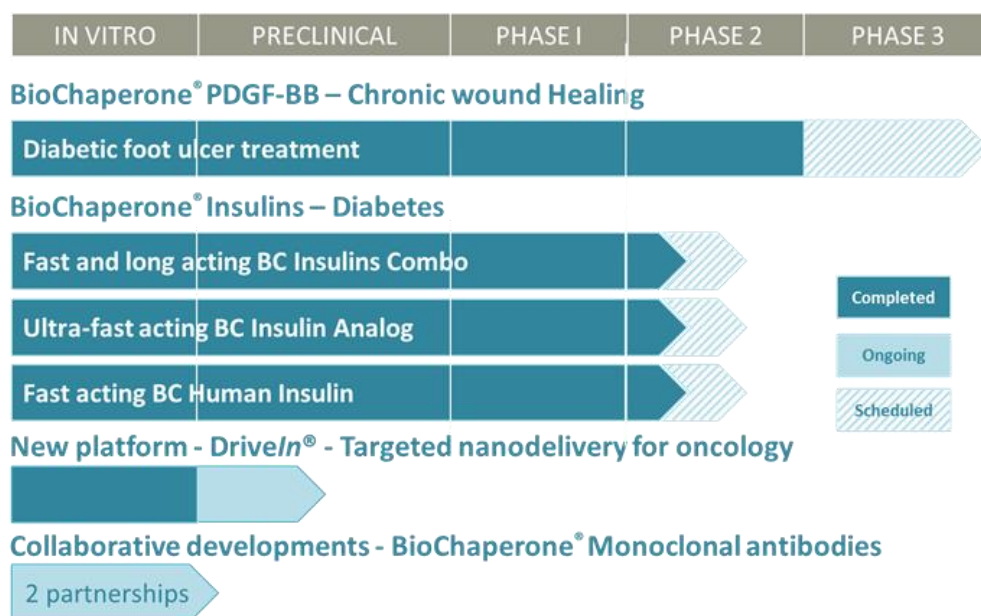 IN VITRO PRECLINICAL PHASE I PHASE 2 PHASE 3
BioChaperone® PDGF-BB – Chronic wound Healing
Diabetic foot ulcer treatment
BioChaperone® Insulins – Diabetes
Fast and long acting BC Insulins Combo
Ultra-fast acting BC Insulin Analog
Fast acting BC Human Insulin
Completed
Ongoing
Scheduled
New platform - DriveIn® - Targeted nanodelivery for oncology
Collaborative developments - BioChaperone® Monoclonal antibodies
2 partnerships